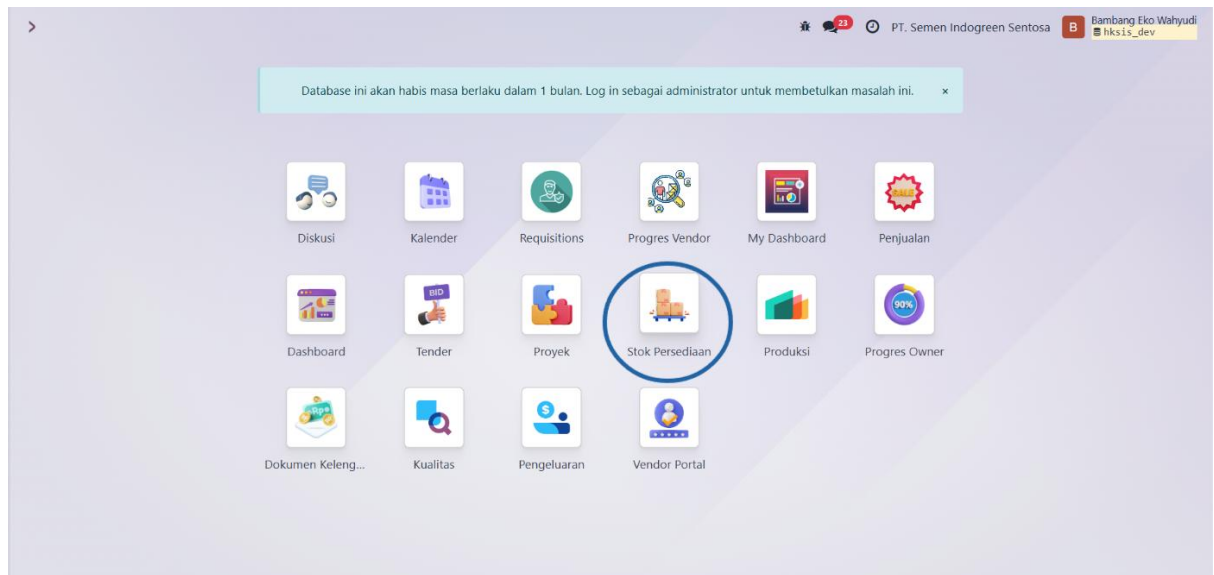 23
PT. Semen Indogreen Sentosa
B
Bambang Eko Wahyudi
hksis_dev
Database ini akan habis masa berlaku dalam 1 bulan. Log in sebagai administrator untuk membetulkan masalah ini.
SALE
Diskusi
Kalender
Requisitions
Progres Vendor
My Dashboard
Penjualan
BID
90%
Dashboard
Tender
Proyek
Stok Persediaan
Produksi
Progres Owner
Rp
Dokumen Keleng...
Kualitas
Pengeluaran
Vendor Portal